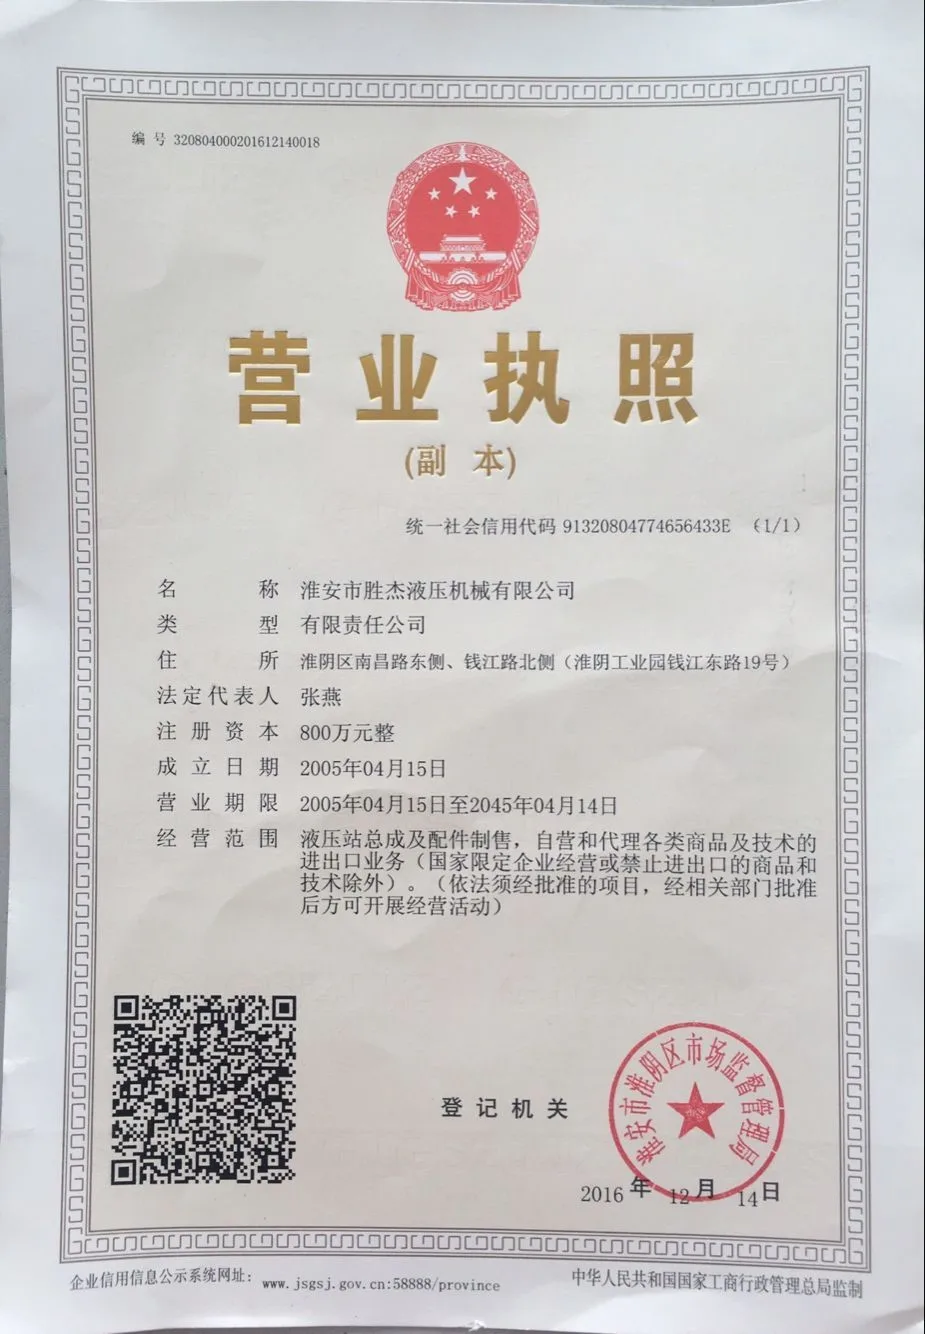 编 号 320804000201612140018
营业执照
(副 本)
统一社会信用代码 91320804774656433E (1/1)
名 称 淮安市胜杰液压机械有限公司
类 型 有限责任公司
住 所 淮阴区南昌路东侧、钱江路北侧（淮阴工业园钱江东路19号）
法定代表人 张燕
注 册 资 本 800万元整
成 立 日 期 2005年04月15日
营 业 期 限 2005年04月15日至2045年04月14日
经 营 范 围 液压站总成及配件制售，自营和代理各类商品及技术的
进出口业务（国家限定企业经营或禁止进出口的商品和
技术除外）。（依法须经批准的项目，经相关部门批准
后方可开展经营活动）
登 记 机 关
淮安市淮阴区市场监督管理局
2016 年 12 月 14 日
企业信用信息公示系统网址： www.jsgsj.gov.cn:58888/province
中华人民共和国国家工商行政管理总局监制